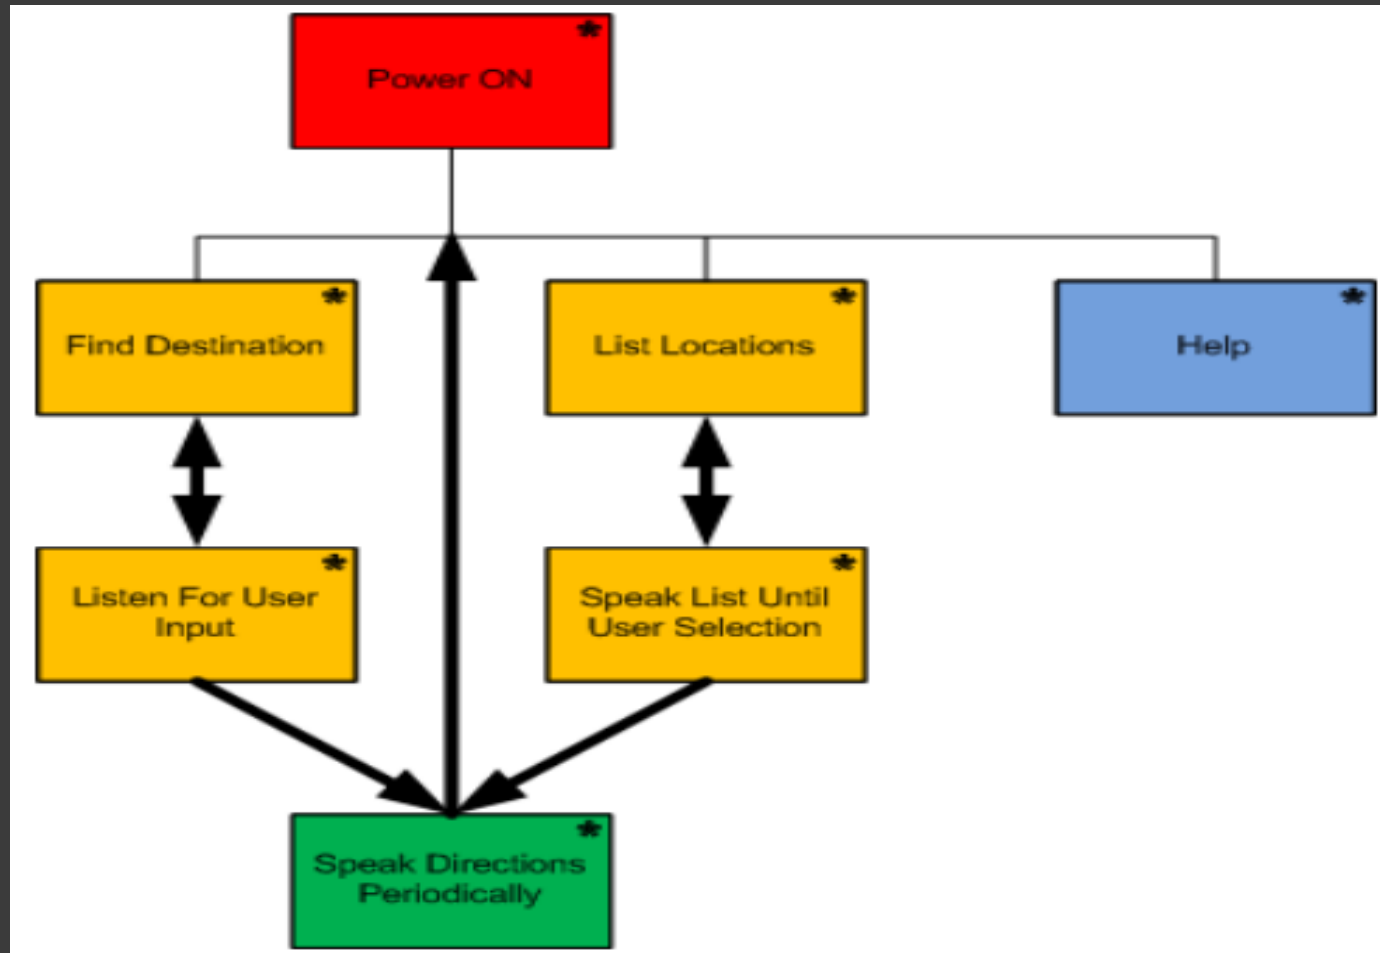 *
Power ON
*
Find Destination
*
List Locations
*
Help
*
Listen For User
Input
*
Speak List Until
User Selection
*
Speak Directions
Periodically